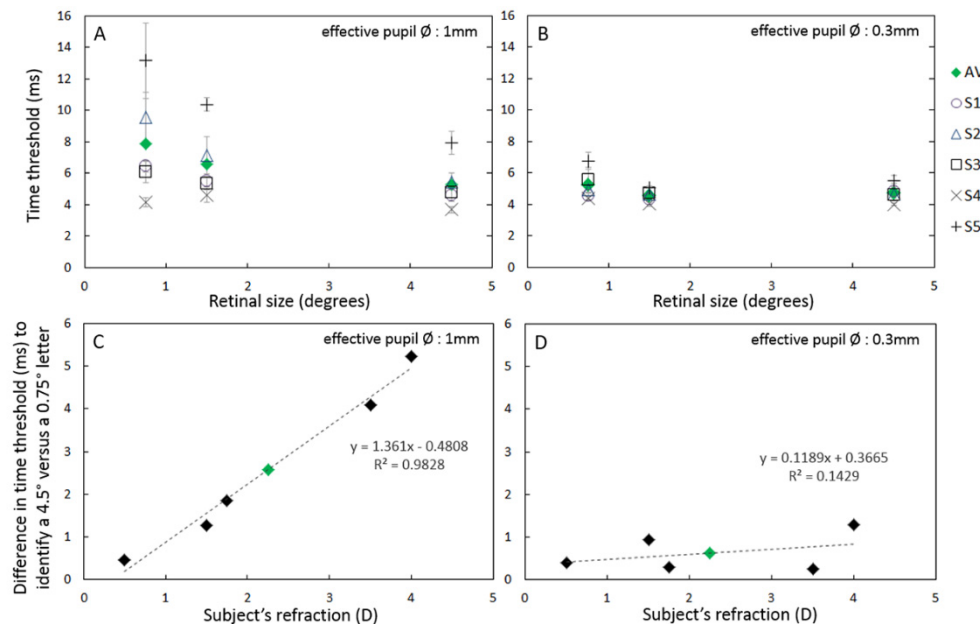 A
effective pupil Ø : 1mm
Time threshold (ms)
16
14
12
10
8
6
4
2
0
0
1
2
3
4
5
Retinal size (degrees)
B
effective pupil Ø : 0.3mm
16
14
12
10
8
6
4
2
0
0
1
2
3
4
5
Retinal size (degrees)
AV
S1
S2
S3
S4
S5
C
effective pupil Ø : 1mm
Difference in time threshold (ms) to
identify a 4.5° versus a 0.75° letter
6
5
4
3
2
1
0
y = 1.361x - 0.4808
R² = 0.9828
0
1
2
3
4
5
Subject's refraction (D)
D
effective pupil Ø : 0.3mm
6
5
4
3
2
1
0
y = 0.1189x + 0.3665
R² = 0.1429
0
1
2
3
4
5
Subject's refraction (D)